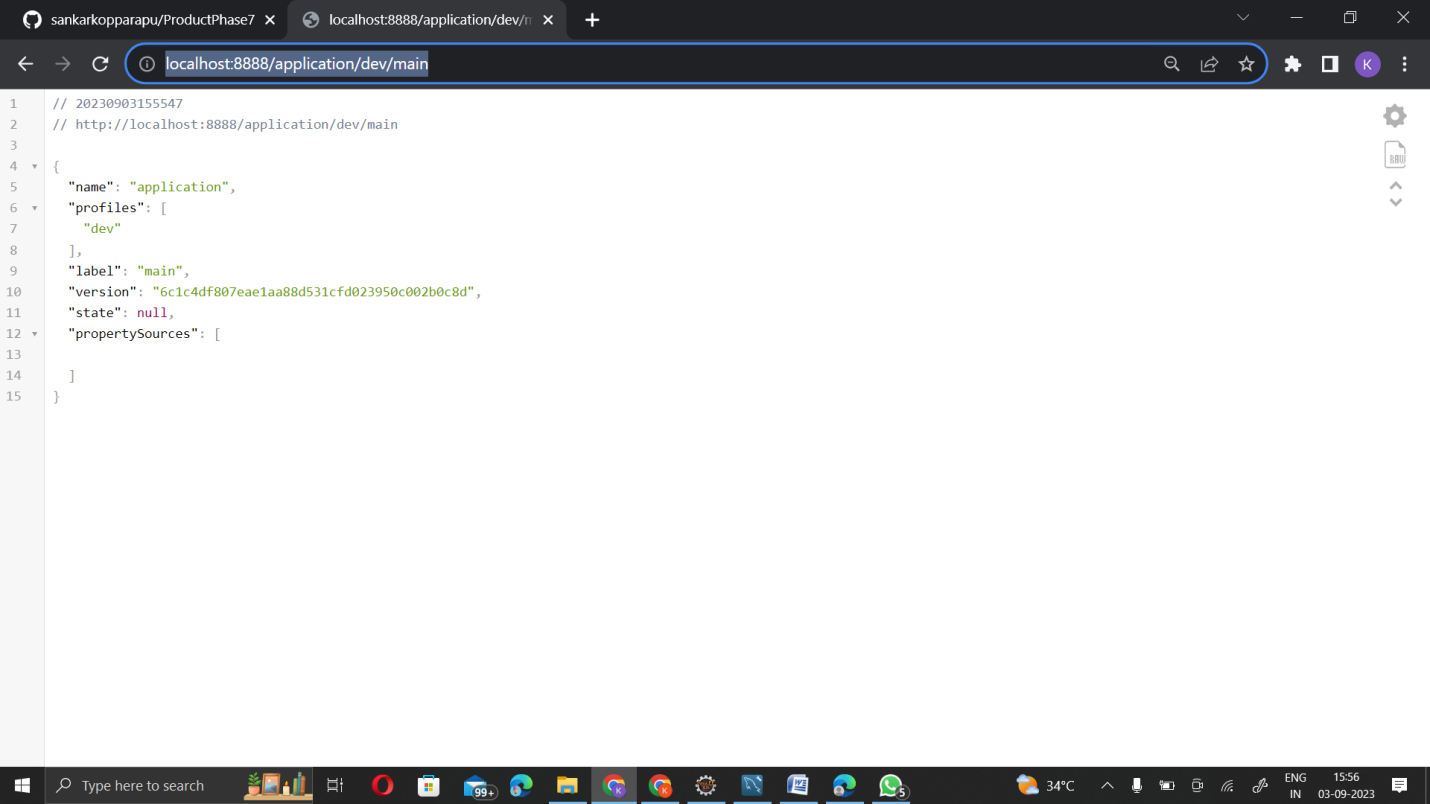 sankarkopparapu/ProductPhase7
localhost:8888/application/dev/m
localhost:8888/application/dev/main
K
1 // 20230903155547
2 // http://localhost:8888/application/dev/main
3
4 {
5 "name": "application",
6 "profiles": [
7 "dev"
8 ],
9 "label": "main",
10 "version": "6c1c4df807eae1aa88d531cfd023950c002b0c8d",
11 "state": null,
12 "propertySources": [
13
14 ]
15 }
RAW
Type here to search
99+
K
K
5
34°C
ENG
IN
15:56
03-09-2023